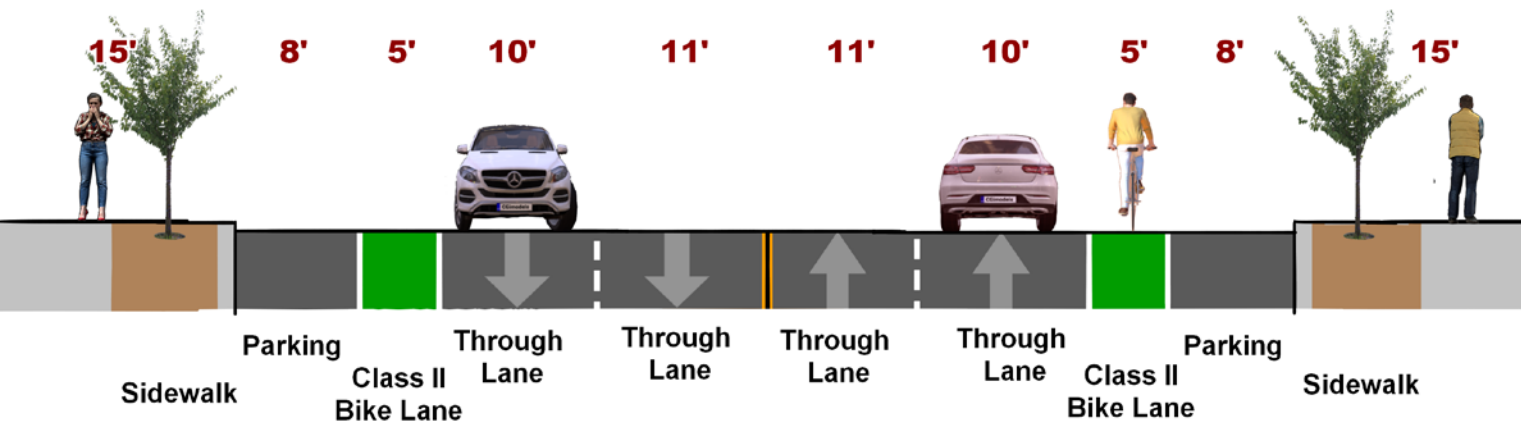 15' 8' 5' 10' 11' 11' 10' 5' 8' 15'
Through Lane
Through Lane
Through Lane
Through Lane
Parking
Parking
Class II Bike Lane
Class II Bike Lane
Sidewalk
Sidewalk